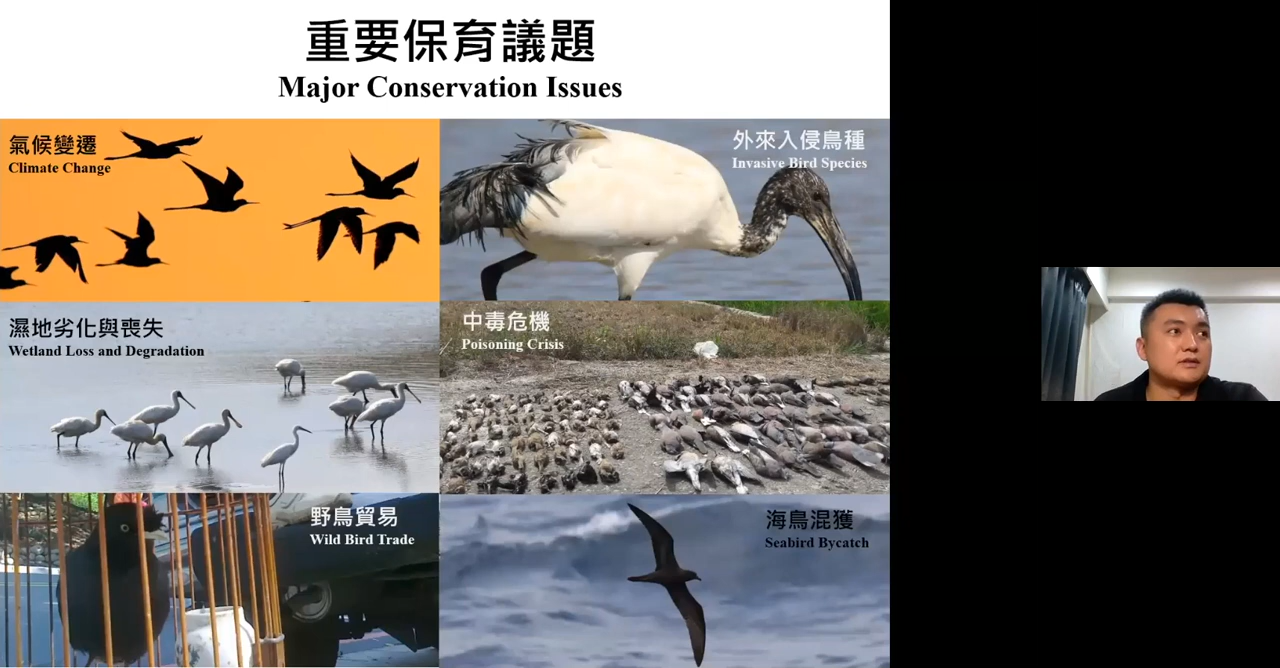 重要保育議題
Major Conservation Issues
氣候變遷
Climate Change
外來入侵鳥種
Invasive Bird Species
濕地劣化與喪失
Wetland Loss and Degradation
中毒危機
Poisoning Crisis
野鳥貿易
Wild Bird Trade
海鳥混獲
Seabird Bycatch